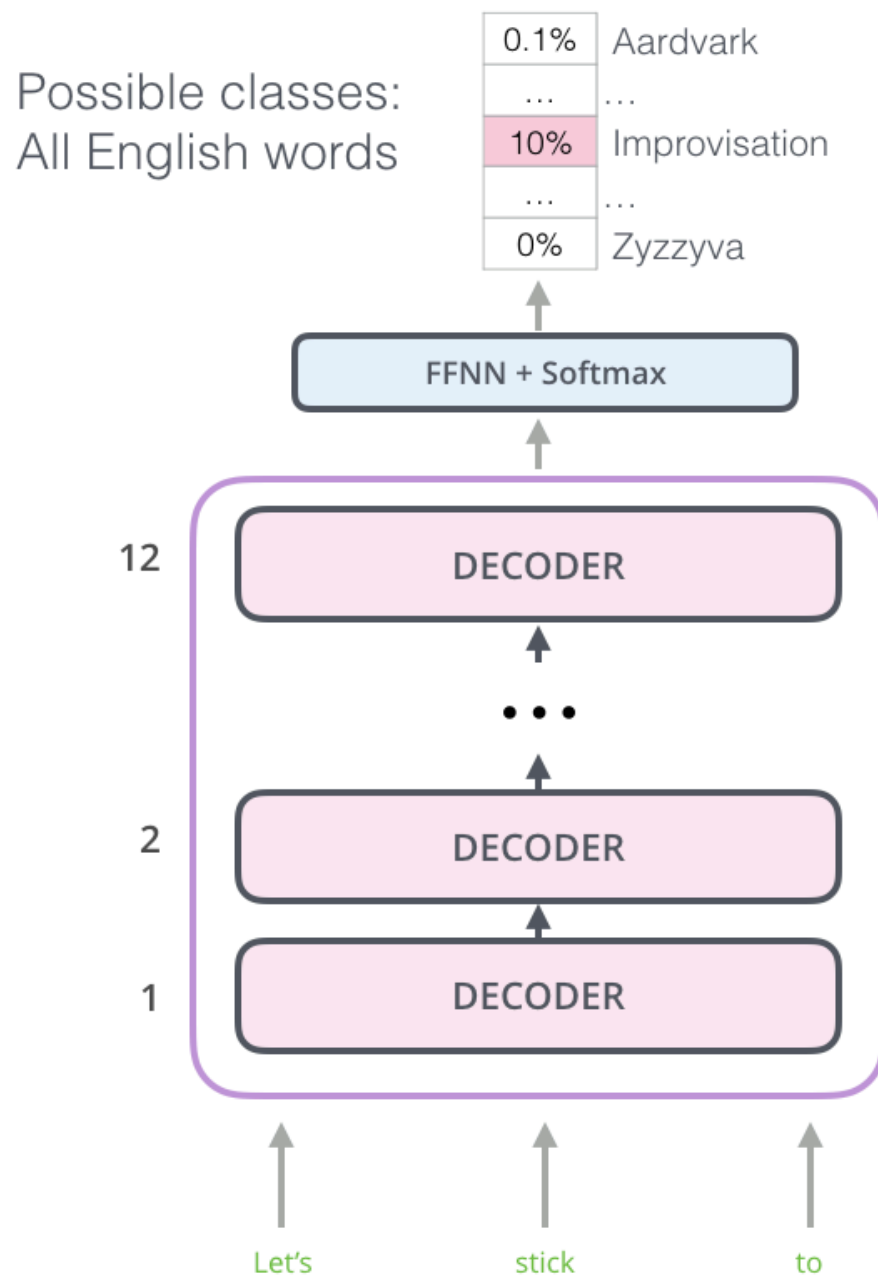 Possible classes:
All English words
0.1% Aardvark
... ...
10% Improvisation
... ...
0% Zyzzyva
FFNN + Softmax
12 DECODER
...
2 DECODER
1 DECODER
Let's stick to